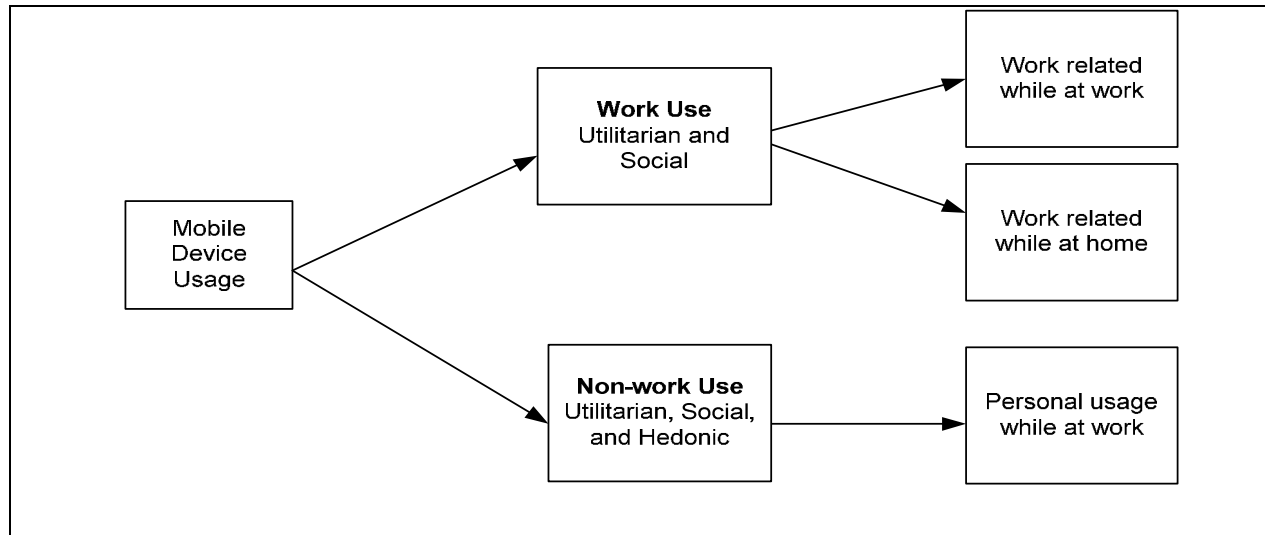 Mobile
Device
Usage
Work Use
Utilitarian and
Social
Non-work Use
Utilitarian, Social,
and Hedonic
Work related
while at work
Work related
while at home
Personal usage
while at work